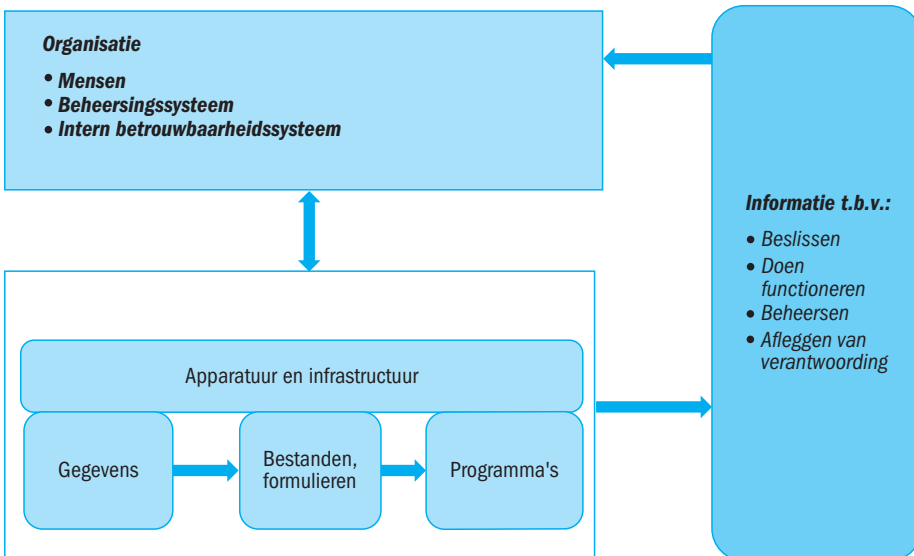 Organisatie
• Mensen
• Beheersingssysteem
• Intern betrouwbaarheidssysteem
Informatie t.b.v.:
• Beslissen
• Doen
functioneren
• Beheersen
• Afleggen van
verantwoording
Apparatuur en infrastructuur
Gegevens
Bestanden,
formulieren
Programma's